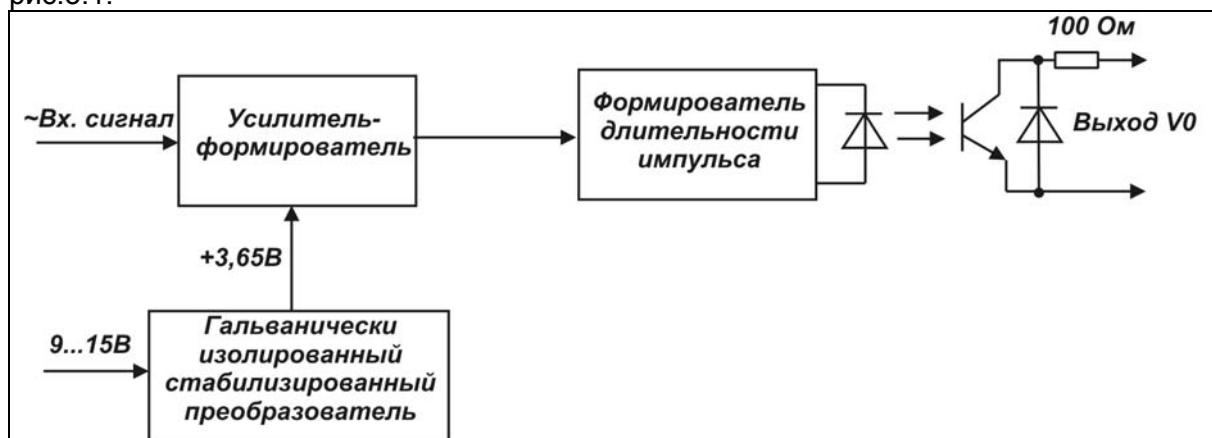 рис.3.1.
100 Ом
~Вх. сигнал
Усилитель-
формирователь
Формирователь
длительности
импульса
Выход V0
+3,65В
9...15В
Гальванически
изолированный
стабилизированный
преобразователь